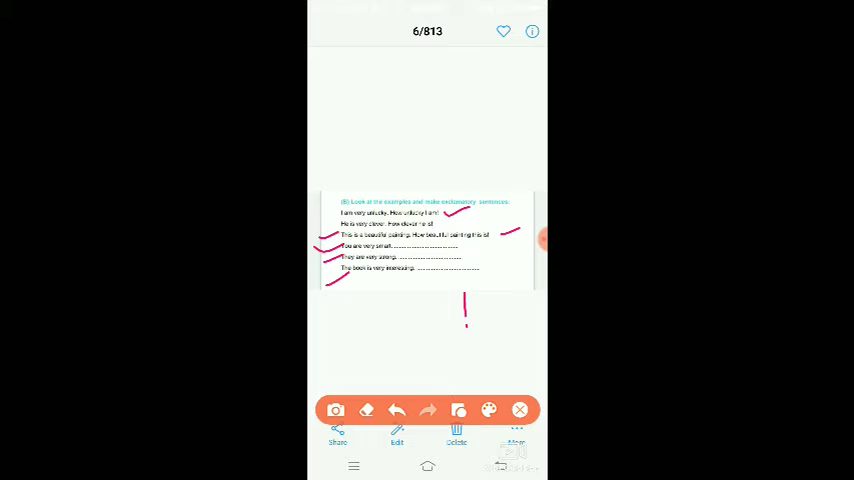 6/813
(E) Look at the examples and make exclamatory sentences.
I am very unlucky. How unlucky I am!
He is very clever. How clever he is!
This is a beautiful painting. How beautiful painting this is!
You are very smart.
They are very strong.
The book is very interesting.
!
Share Edit Delete More